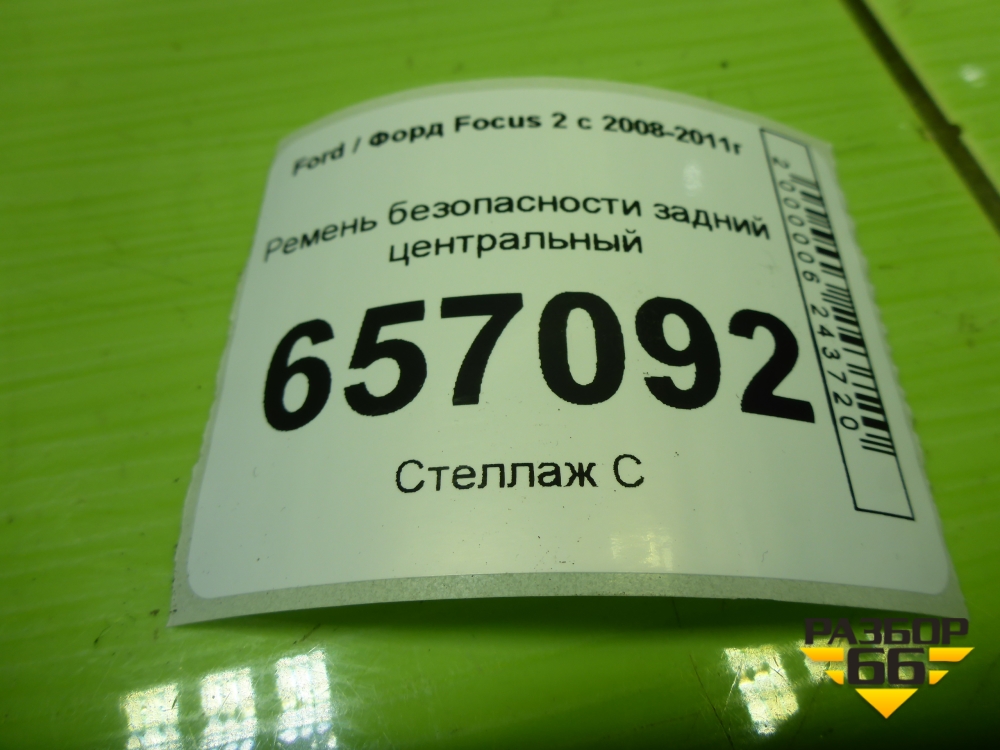 Ford / Форд Focus 2 с 2008-2011г
Ремень безопасности задний
центральный
657092
Стеллаж С
2000006243720
РАЗБОР
66